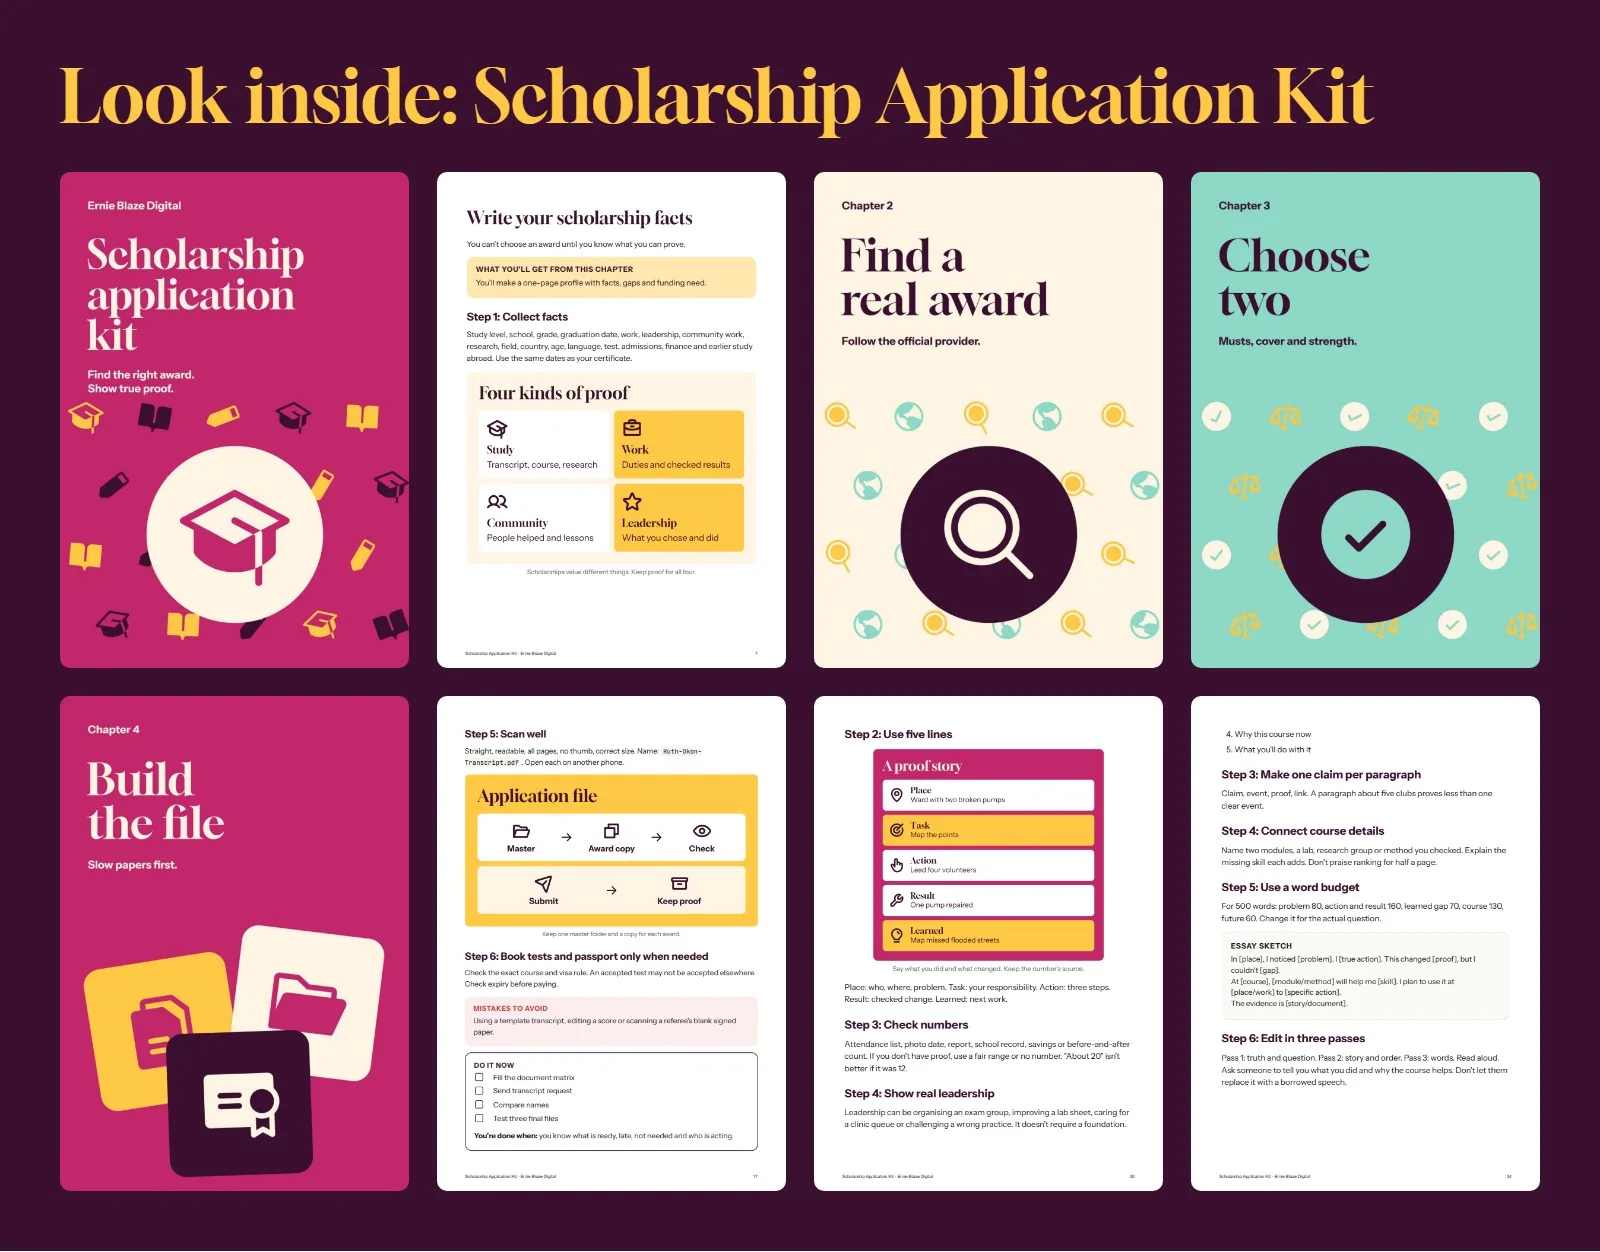 Look inside: Scholarship Application Kit
Ernie Blaze Digital
Scholarship
application
kit
Find the right award.
Show true proof.
Write your scholarship facts
You can't choose an award until you know what you can prove.
WHAT YOU'LL GET FROM THIS CHAPTER
You'll make a one-page profile with facts, gaps and funding need.
Step 1: Collect facts
Study level, school, grade, graduation date, work, leadership, community work,
research, field, country, age, language, test, admissions, finance and earlier study
abroad. Use the same dates as your certificate.
Four kinds of proof
Study
Transcript, course, research
Work
Duties and checked results
Community
People helped and lessons
Leadership
What you chose and did
Scholarships value different things. Keep proof for all four.
Scholarship Application Kit - Ernie Blaze Digital
Chapter 2
Find a
real award
Follow the official provider.
Chapter 3
Choose
two
Musts, cover and strength.
Chapter 4
Build
the file
Slow papers first.
Step 5: Scan well
Straight, readable, all pages, no thumb, correct size. Name: Ruth-Okon-
Transcript.pdf . Open each on another phone.
Application file
Master → Award copy → Check
Submit → Keep proof
Keep one master folder and a copy for each award.
Step 6: Book tests and passport only when needed
Check the exact course and visa rule. An accepted test may not be accepted elsewhere.
Check expiry before paying.
MISTAKES TO AVOID
Using a template transcript, editing a score or scanning a referee's blank signed
paper.
DO IT NOW
Fill the document matrix
Send transcript request
Compare names
Test three final files
You're done when: you know what is ready, late, not needed and who is acting.
Scholarship Application Kit - Ernie Blaze Digital
17
Step 2: Use five lines
A proof story
Place
Ward with two broken pumps
Task
Map the points
Action
Lead four volunteers
Result
One pump repaired
Learned
Map missed flooded streets
Say what you did and what changed. Keep the number's source.
Place: who, where, problem. Task: your responsibility. Action: three steps.
Result: checked change. Learned: next work.
Step 3: Check numbers
Attendance list, photo date, report, school record, savings or before-and-after
count. If you don't have proof, use a fair range or no number. "About 20" isn't
better if it was 12.
Step 4: Show real leadership
Leadership can be organising an exam group, improving a lab sheet, caring for
a clinic queue or challenging a wrong practice. It doesn't require a foundation.
Scholarship Application Kit - Ernie Blaze Digital
20
4. Why this course now
5. What you'll do with it
Step 3: Make one claim per paragraph
Claim, event, proof, link. A paragraph about five clubs proves less than one
clear event.
Step 4: Connect course details
Name two modules, a lab, research group or method you checked. Explain the
missing skill each adds. Don't praise ranking for half a page.
Step 5: Use a word budget
For 500 words: problem 80, action and result 160, learned gap 70, course 130,
future 60. Change it for the actual question.
ESSAY SKETCH
In [place], I noticed [problem]. I [true action]. This changed [proof], but I
couldn't [gap].
At [course], [module/method] will help me [skill]. I plan to use it at
[place/work] to [specific action].
The evidence is [story/document].
Step 6: Edit in three passes
Pass 1: truth and question. Pass 2: story and order. Pass 3: words. Read aloud.
Ask someone to tell you what you did and why the course helps. Don't let them
replace it with a borrowed speech.
Scholarship Application Kit - Ernie Blaze Digital
24